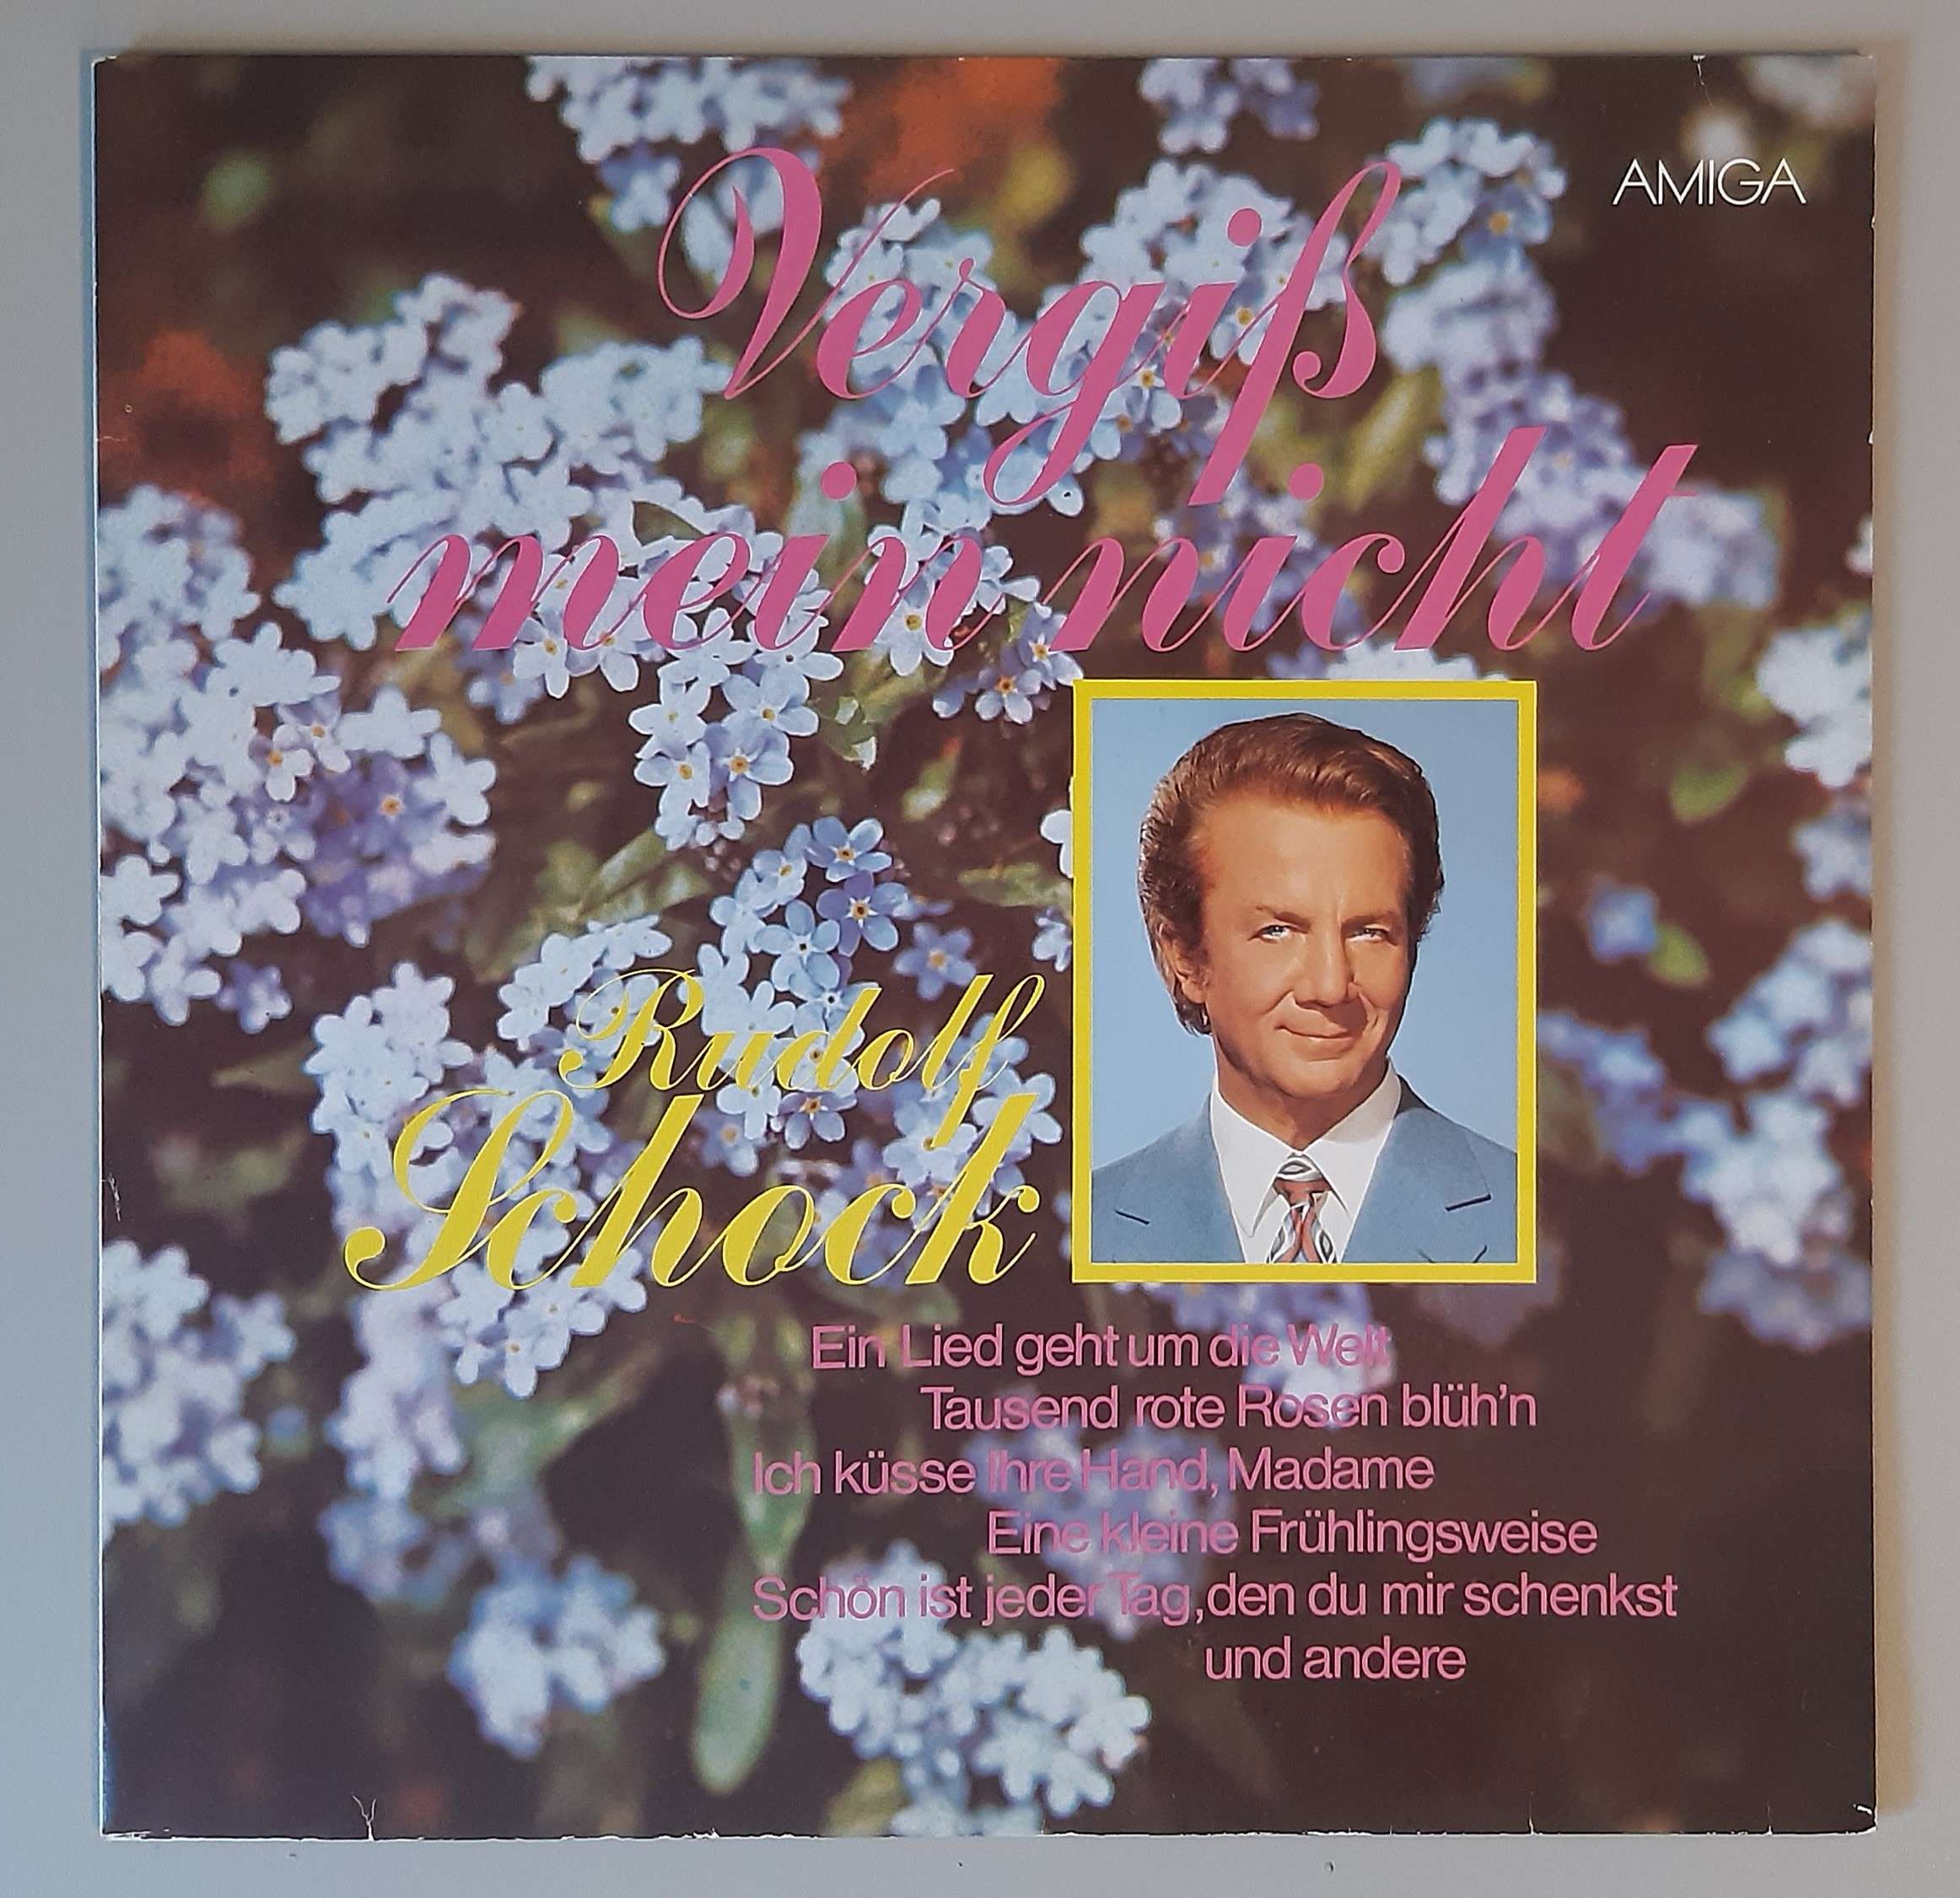 AMIGA
Vergiß
mein nicht
Rudolf
Schock
Ein Lied geht um die Welt
Tausend rote Rosen blüh'n
Ich küsse Ihre Hand, Madame
Eine kleine Frühlingsweise
Schön ist jeder Tag, den du mir schenkst
und andere